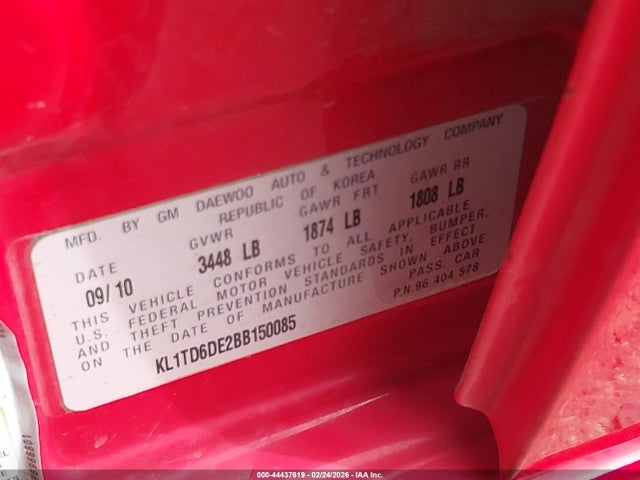 MFD. BY GM DAEWOO AUTO & TECHNOLOGY COMPANY
REPUBLIC OF KOREA
DATE GVWR GAWR FRT GAWR RR
09/10 3448 LB 1874 LB 1808 LB
THIS VEHICLE CONFORMS TO ALL APPLICABLE
U.S. FEDERAL MOTOR VEHICLE SAFETY, BUMPER,
AND THEFT PREVENTION STANDARDS IN EFFECT
ON THE DATE OF MANUFACTURE SHOWN ABOVE
PASS. CAR
KL1TD6DE2BB150085 P.N.96 404 578
000-44437619 - 02/24/2026 - IAA Inc.